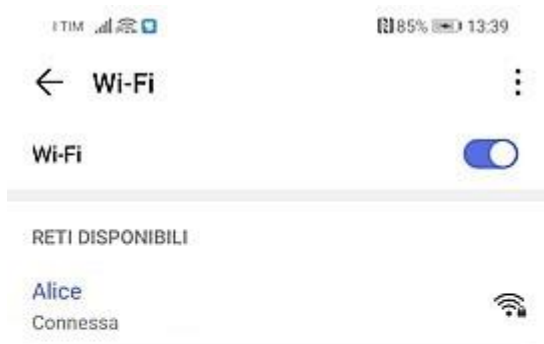 I TIM 85% 13:39
Wi-Fi
Wi-Fi
RETI DISPONIBILI
Alice
Connessa